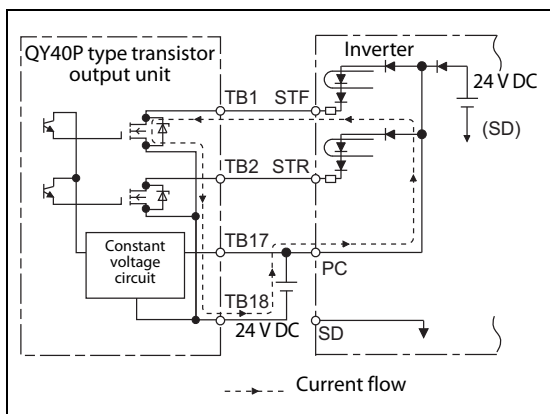 QY40P type transistor
output unit
Inverter
24 V DC
(SD)
TB1 STF
TB2 STR
TB17
PC
Constant
voltage
circuit
TB18
24 V DC
SD
Current flow